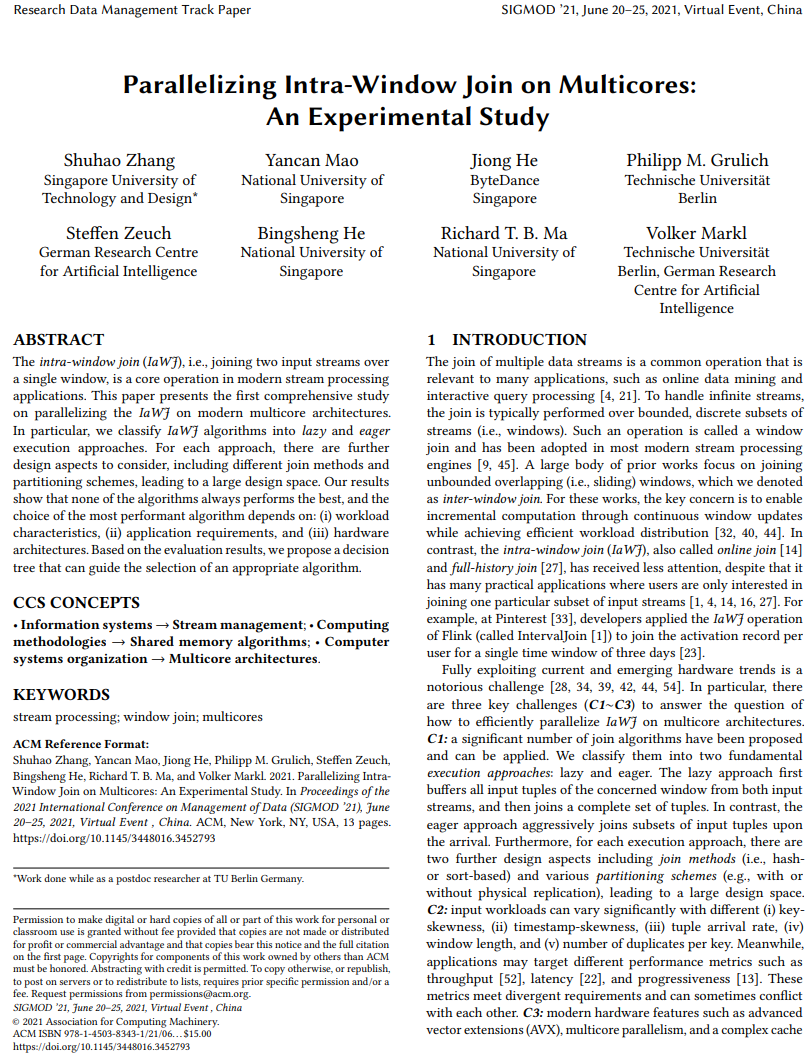 Research Data Management Track Paper
SIGMOD ’21, June 20–25, 2021, Virtual Event, China
Parallelizing Intra-Window Join on Multicores:
An Experimental Study
Shuhao Zhang
Singapore University of
Technology and Design*
Yancan Mao
National University of
Singapore
Jiong He
ByteDance
Singapore
Philipp M. Grulich
Technische Universität
Berlin
Steffen Zeuch
German Research Centre
for Artificial Intelligence
Bingsheng He
National University of
Singapore
Richard T. B. Ma
National University of
Singapore
Volker Markl
Technische Universität
Berlin, German Research
Centre for Artificial
Intelligence
ABSTRACT
The intra-window join (IaWJ), i.e., joining two input streams over
a single window, is a core operation in modern stream processing
applications. This paper presents the first comprehensive study
on parallelizing the IaWJ on modern multicore architectures.
In particular, we classify IaWJ algorithms into lazy and eager
execution approaches. For each approach, there are further
design aspects to consider, including different join methods and
partitioning schemes, leading to a large design space. Our results
show that none of the algorithms always performs the best, and the
choice of the most performant algorithm depends on: (i) workload
characteristics, (ii) application requirements, and (iii) hardware
architectures. Based on the evaluation results, we propose a decision
tree that can guide the selection of an appropriate algorithm.
CCS CONCEPTS
• Information systems → Stream management; • Computing
methodologies → Shared memory algorithms; • Computer
systems organization → Multicore architectures.
KEYWORDS
stream processing; window join; multicores
ACM Reference Format:
Shuhao Zhang, Yancan Mao, Jiong He, Philipp M. Grulich, Steffen Zeuch,
Bingsheng He, Richard T. B. Ma, and Volker Markl. 2021. Parallelizing Intra-
Window Join on Multicores: An Experimental Study. In Proceedings of the
2021 International Conference on Management of Data (SIGMOD ’21), June
20–25, 2021, Virtual Event , China. ACM, New York, NY, USA, 13 pages.
https://doi.org/10.1145/3448016.3452793
*Work done while as a postdoc researcher at TU Berlin Germany.
Permission to make digital or hard copies of all or part of this work for personal or
classroom use is granted without fee provided that copies are not made or distributed
for profit or commercial advantage and that copies bear this notice and the full citation
on the first page. Copyrights for components of this work owned by others than ACM
must be honored. Abstracting with credit is permitted. To copy otherwise, or republish,
to post on servers or to redistribute to lists, requires prior specific permission and/or a
fee. Request permissions from permissions@acm.org.
SIGMOD ’21, June 20–25, 2021, Virtual Event , China
© 2021 Association for Computing Machinery.
ACM ISBN 978-1-4503-8343-1/21/06…$15.00
https://doi.org/10.1145/3448016.3452793
1 INTRODUCTION
The join of multiple data streams is a common operation that is
relevant to many applications, such as online data mining and
interactive query processing [4, 21]. To handle infinite streams,
the join is typically performed over bounded, discrete subsets of
streams (i.e., windows). Such an operation is called a window
join and has been adopted in most modern stream processing
engines [9, 45]. A large body of prior works focus on joining
unbounded overlapping (i.e., sliding) windows, which we denoted
as inter-window join. For these works, the key concern is to enable
incremental computation through continuous window updates
while achieving efficient workload distribution [32, 40, 44]. In
contrast, the intra-window join (IaWJ), also called online join [14]
and full-history join [27], has received less attention, despite that it
has many practical applications where users are only interested in
joining one particular subset of input streams [1, 4, 14, 16, 27]. For
example, at Pinterest [33], developers applied the IaWJ operation
of Flink (called IntervalJoin [1]) to join the activation record per
user for a single time window of three days [23].
Fully exploiting current and emerging hardware trends is a
notorious challenge [28, 34, 39, 42, 44, 54]. In particular, there
are three key challenges (C1~C3) to answer the question of
how to efficiently parallelize IaWJ on multicore architectures.
C1: a significant number of join algorithms have been proposed
and can be applied. We classify them into two fundamental
execution approaches: lazy and eager. The lazy approach first
buffers all input tuples of the concerned window from both input
streams, and then joins a complete set of tuples. In contrast, the
eager approach aggressively joins subsets of input tuples upon
the arrival. Furthermore, for each execution approach, there are
two further design aspects including join methods (i.e., hash-
or sort-based) and various partitioning schemes (e.g., with or
without physical replication), leading to a large design space.
C2: input workloads can vary significantly with different (i) key-
skewness, (ii) timestamp-skewness, (iii) tuple arrival rate, (iv)
window length, and (v) number of duplicates per key. Meanwhile,
applications may target different performance metrics such as
throughput [52], latency [22], and progressiveness [13]. These
metrics meet divergent requirements and can sometimes conflict
with each other. C3: modern hardware features such as advanced
vector extensions (AVX), multicore parallelism, and a complex cache